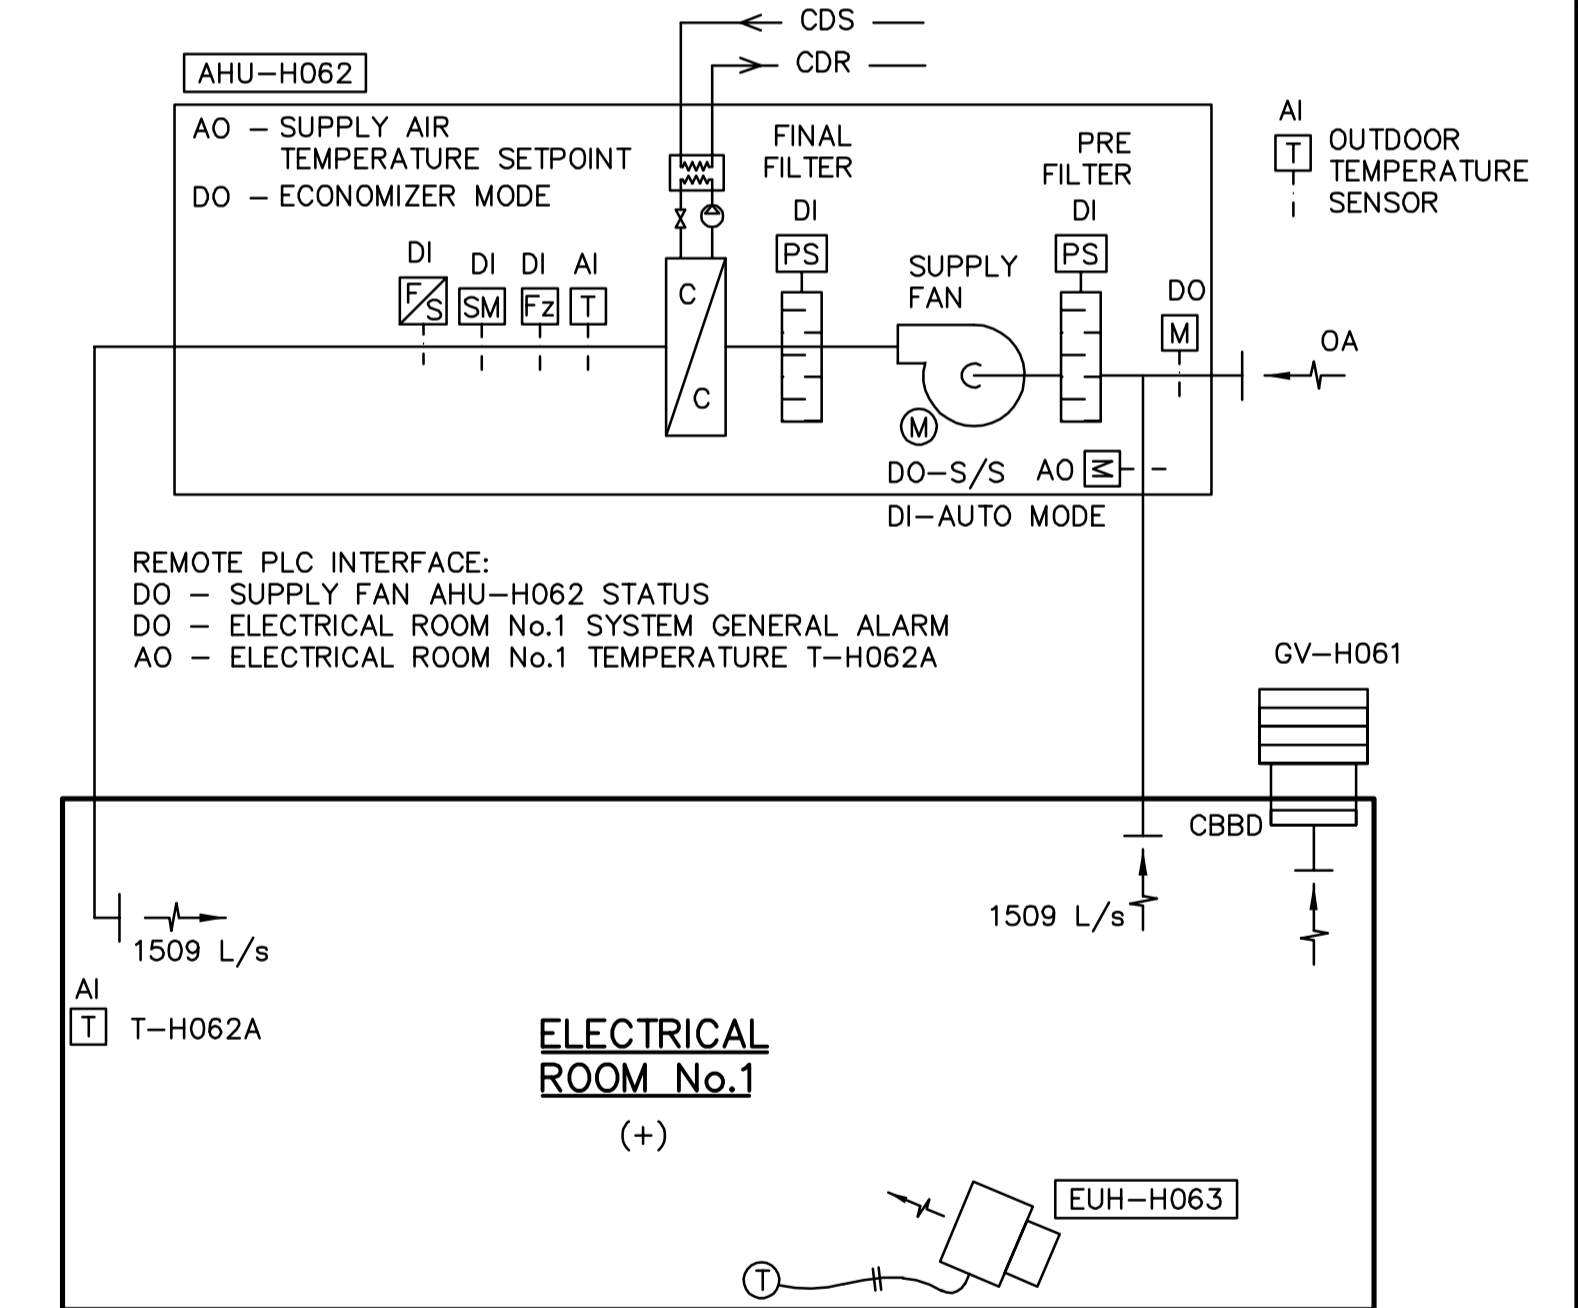 CDS
CDR
AHU-H062
AO - SUPPLY AIR
TEMPERATURE SETPOINT
DO - ECONOMIZER MODE
FINAL
FILTER
DI
PS
PRE
FILTER
DI
PS
AI
T
OUTDOOR
TEMPERATURE
SENSOR
DI
F/S
DI
SM
DI
Fz
AI
T
C
C
SUPPLY
FAN
M
DO
M
OA
DO-S/S
AO
M
DI-AUTO MODE
REMOTE PLC INTERFACE:
DO - SUPPLY FAN AHU-H062 STATUS
DO - ELECTRICAL ROOM No.1 SYSTEM GENERAL ALARM
AO - ELECTRICAL ROOM No.1 TEMPERATURE T-H062A
GV-H061
CBBD
1509 L/s
1509 L/s
AI
T
T-H062A
ELECTRICAL
ROOM No.1
(+)
EUH-H063
T